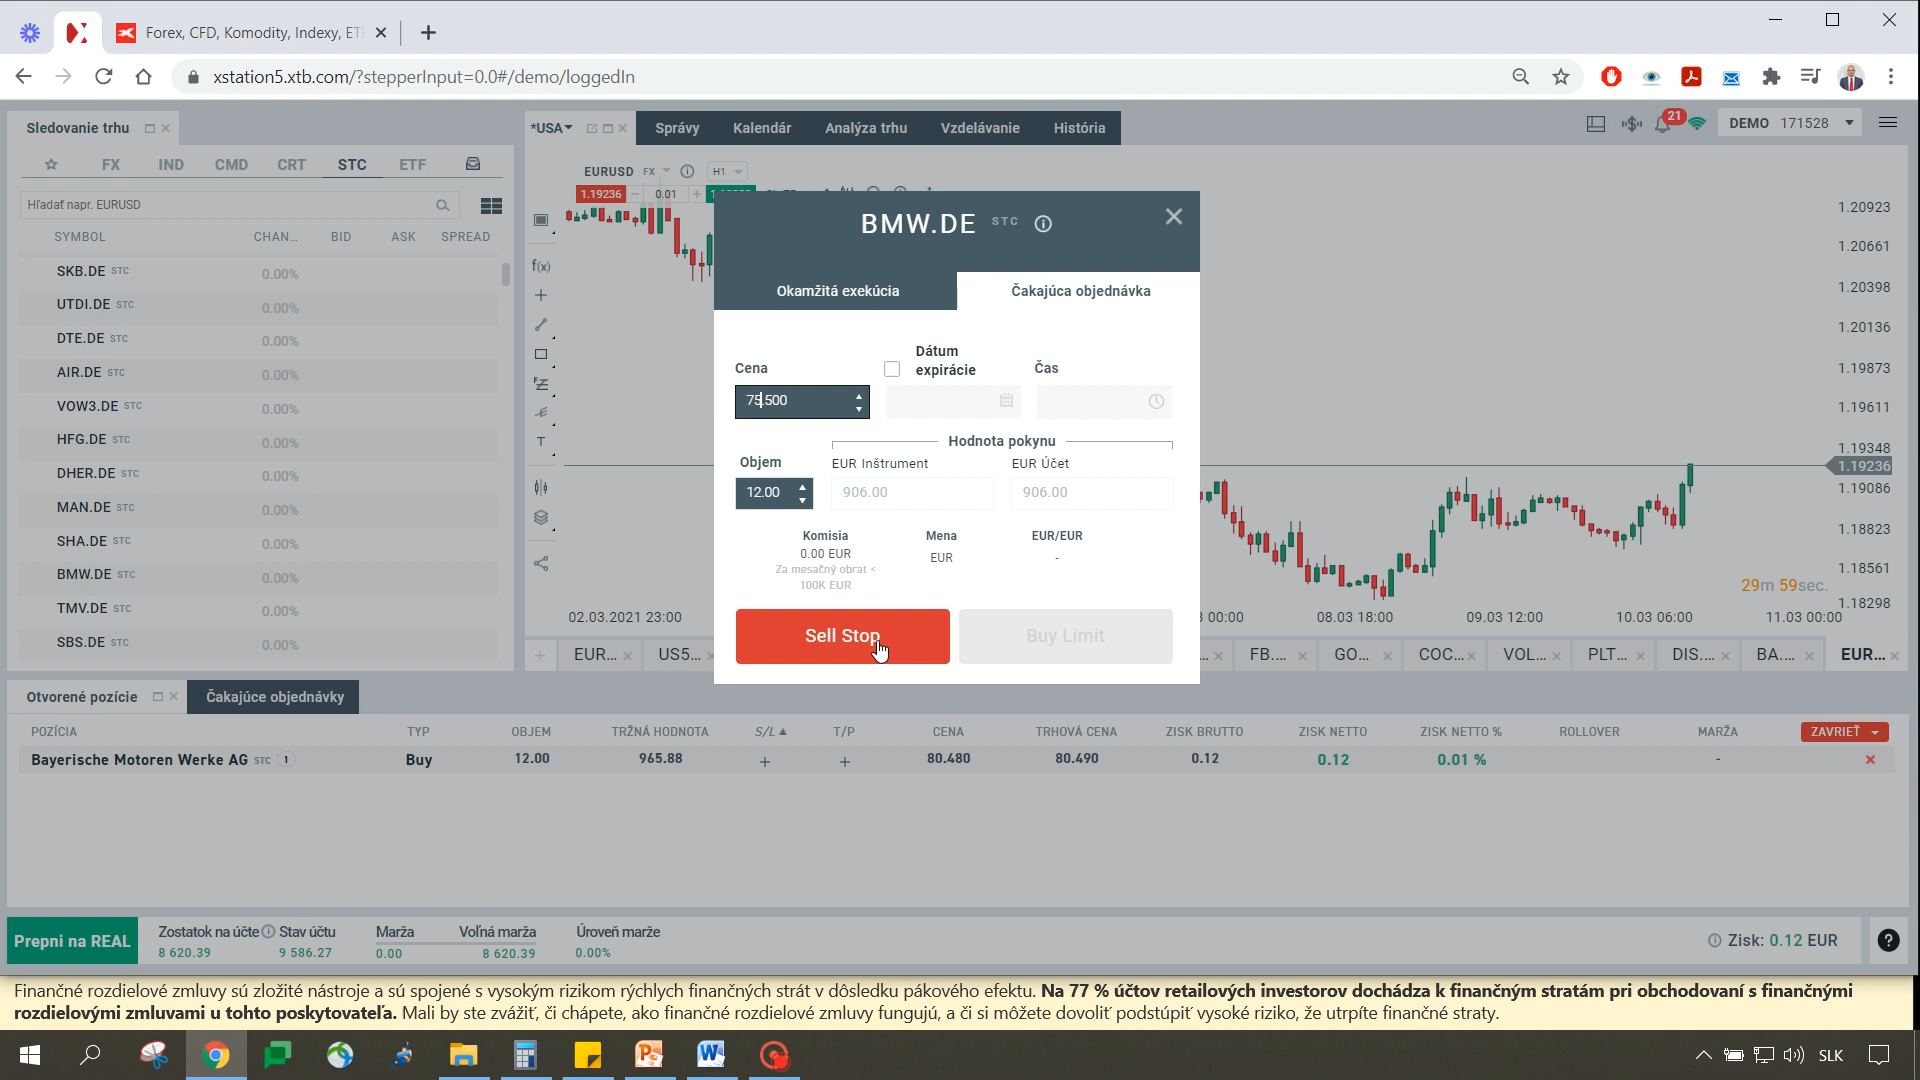 Forex, CFD, Komodity, Indexy, ET
xstation5.xtb.com/?stepperInput=0.0#/demo/loggedIn
Sledovanie trhu
*USA
Správy
Kalendár
Analýza trhu
Vzdelávanie
História
21
DEMO 171528
FX
IND
CMD
CRT
STC
ETF
EURUSD FX
H1
1.19236
0.01
Hľadať napr. EURUSD
SYMBOL
CHAN...
BID
ASK
SPREAD
SKB.DE STC 0.00%
UTDI.DE STC 0.00%
DTE.DE STC 0.00%
AIR.DE STC 0.00%
VOW3.DE STC 0.00%
HFG.DE STC 0.00%
DHER.DE STC 0.00%
MAN.DE STC 0.00%
SHA.DE STC 0.00%
BMW.DE STC 0.00%
TMV.DE STC 0.00%
SBS.DE STC 0.00%
f(x)
T
BMW.DE STC
Okamžitá exekúcia
Čakajúca objednávka
Cena
Dátum
expirácie
Čas
75.500
Hodnota pokynu
Objem
EUR Inštrument
EUR Účet
12.00
906.00
906.00
Komisia
Mena
EUR/EUR
0.00 EUR
EUR
-
Za mesačný obrat <
100K EUR
Sell Stop
Buy Limit
1.20923
1.20661
1.20398
1.20136
1.19873
1.19611
1.19348
1.19236
1.19086
1.18823
1.18561
1.18298
29m 59sec.
02.03.2021 23:00
00:00
08.03 18:00
09.03 12:00
10.03 06:00
11.03 00:00
EUR...
US5...
FB....
GO...
COC...
VOL...
PLT...
DIS....
BA....
EUR...
Otvorené pozície
Čakajúce objednávky
POZÍCIA
TYP
OBJEM
TRŽNÁ HODNOTA
S/L
T/P
CENA
TRHOVÁ CENA
ZISK BRUTTO
ZISK NETTO
ZISK NETTO %
ROLLOVER
MARŽA
ZAVRIEŤ
Bayerische Motoren Werke AG STC 1
Buy
12.00
965.88
80.480
80.490
0.12
0.12
0.01 %
-
Prepni na REAL
Zostatok na účte
Stav účtu
Marža
Voľná marža
Úroveň marže
8 620.39
9 586.27
0.00
8 620.39
0.00%
Zisk: 0.12 EUR
Finančné rozdielové zmluvy sú zložité nástroje a sú spojené s vysokým rizikom rýchlych finančných strát v dôsledku pákového efektu. Na 77 % účtov retailových investorov dochádza k finančným stratám pri obchodovaní s finančnými
rozdielovými zmluvami u tohto poskytovateľa. Mali by ste zvážiť, či chápete, ako finančné rozdielové zmluvy fungujú, a či si môžete dovoliť podstúpiť vysoké riziko, že utrpíte finančné straty.
SLK